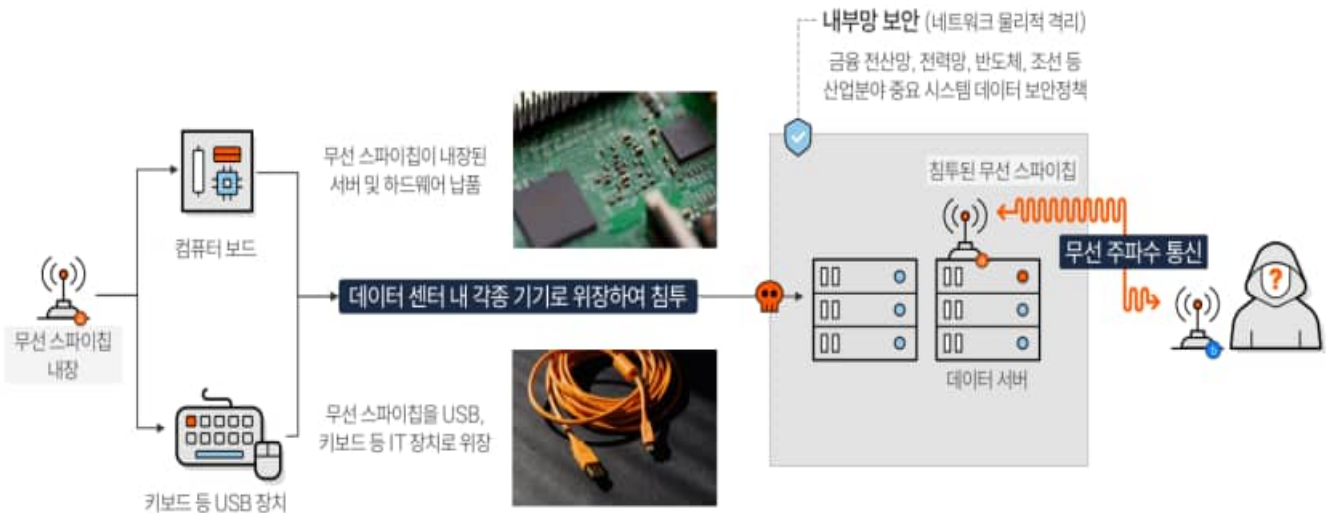 내부망 보안 (네트워크 물리적 격리)
금융 전산망, 전력망, 반도체, 조선 등
산업분야 중요 시스템 데이터 보안정책
무선 스파이칩이 내장된
서버 및 하드웨어 납품
침투된 무선 스파이칩
컴퓨터 보드
무선 주파수 통신
?
a
데이터 센터 내 각종 기기로 위장하여 침투
a
무선 스파이칩
내장
b
데이터 서버
무선 스파이칩을 USB,
키보드 등 IT 장치로 위장
키보드 등 USB 장치